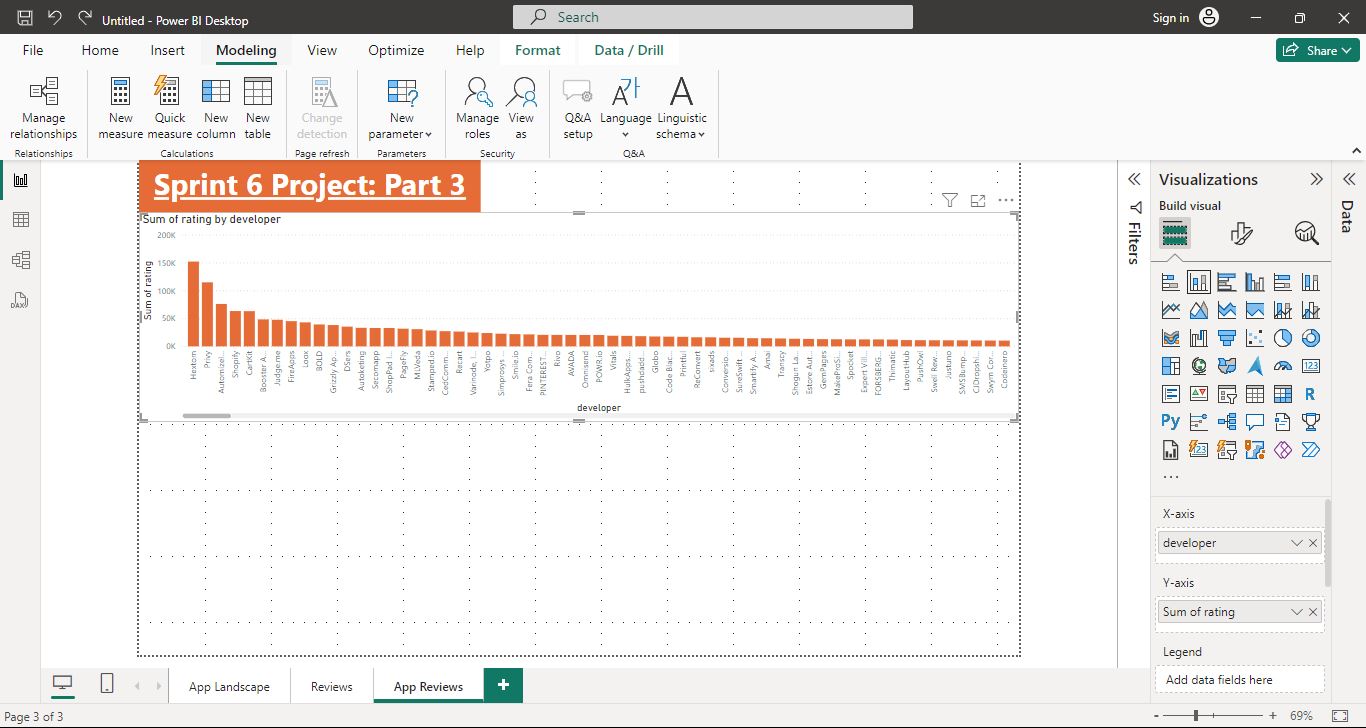 Untitled - Power BI Desktop
Search
Sign in
File Home Insert Modeling View Optimize Help Format Data / Drill
Share
Manage relationships
New measure
Quick measure
New column
New table
Change detection
New parameter
Manage roles
View as
Q&A setup
Language
Linguistic schema
Relationships
Calculations
Page refresh
Parameters
Security
Q&A
Sprint 6 Project: Part 3
Sum of rating by developer
Sum of rating
200K
150K
100K
50K
0K
Hextom
Privy
Automizel...
Shopify
CartKit
Booster A...
Judge.me
FireApps
Loox
BOLD
Grizzly Ap...
DSers
Autoketing
Secomapp
ShopPad I...
PageFly
MLVeda
Stamped.io
CedComm...
Recart
Varinode, I...
Yotpo
Simprosys ...
Smile.io
Fera Com...
PINTEREST...
Rivo
AVADA
Omnisend
POWR.io
Vitals
HulkApps...
pushdadd...
Globo
Code Blac...
Printful
ReConvert
sixads
Conversio...
SureSwift ...
Smartify A...
Amai
Transcy
Shogun La...
Estore Aut...
GemPages
MakeProSi...
Spocket
Expert Vill...
FORSBERG...
Thimatic
LayoutHub
PushOwl
Swell Rew...
Justuno
SMSBump...
CJDropshi...
Swym Cor...
Codeinero
developer
Filters
Visualizations
Build visual
123
R
Py
123
...
X-axis
developer
Y-axis
Sum of rating
Legend
Add data fields here
Data
DAX
App Landscape
Reviews
App Reviews
+
Page 3 of 3
- + 69%